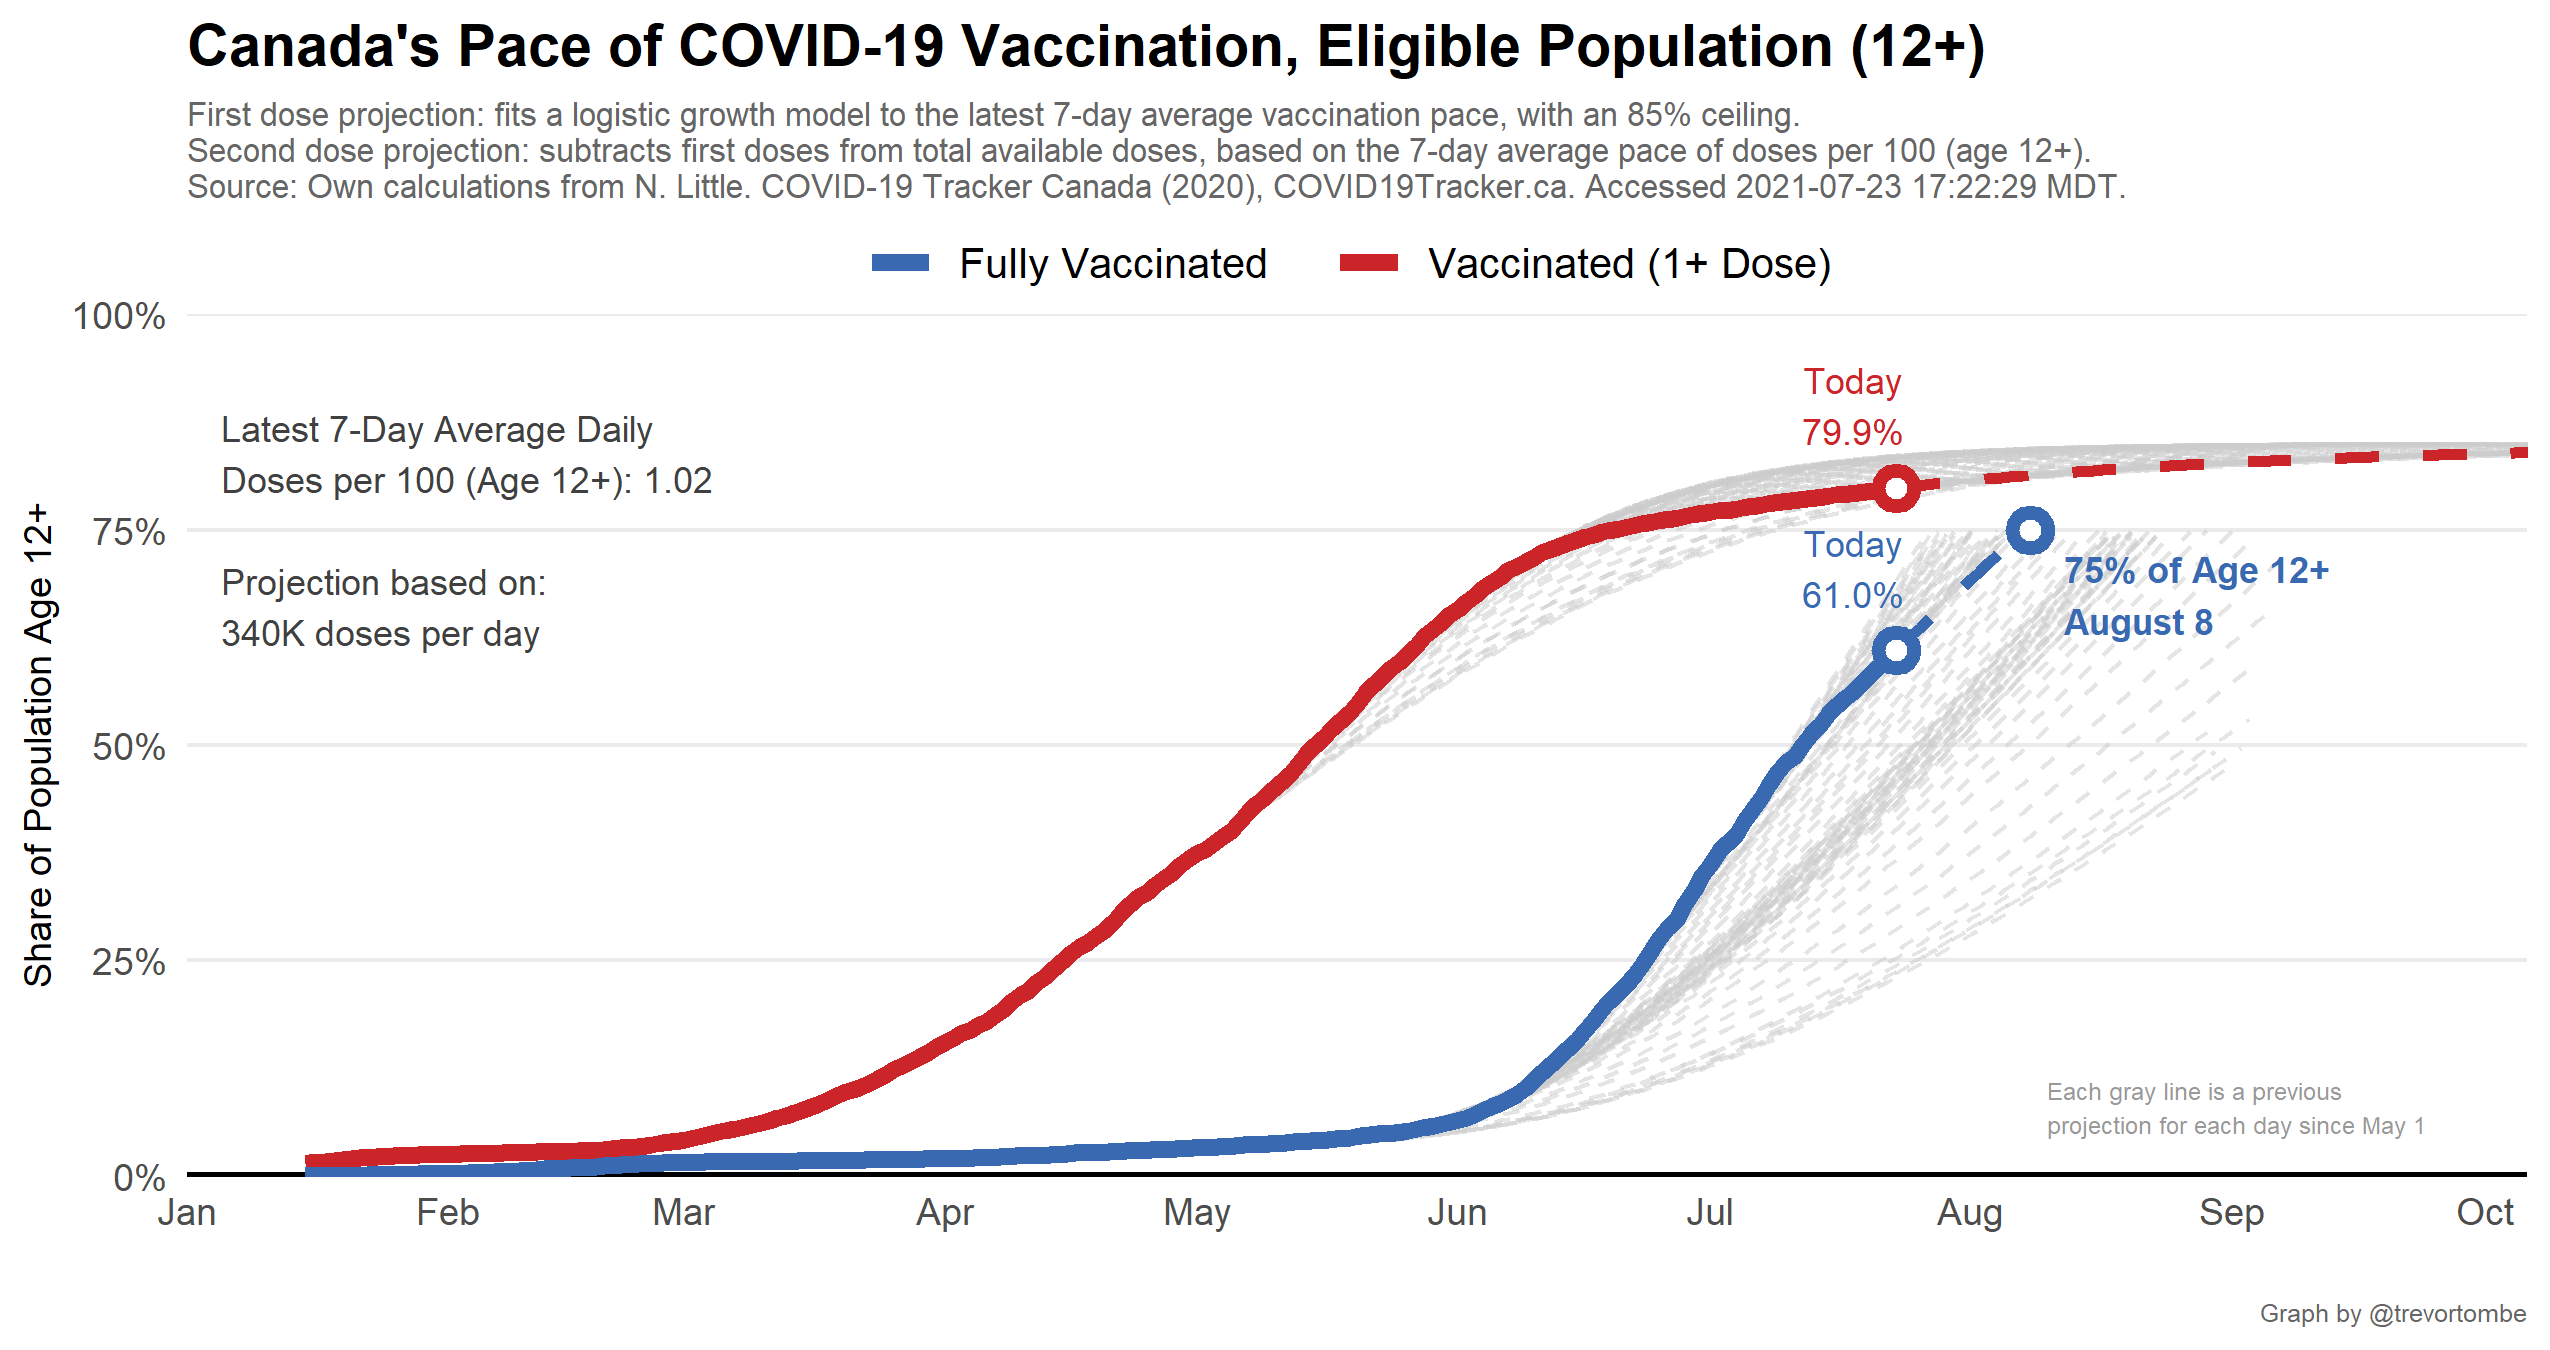 Canada's Pace of COVID-19 Vaccination, Eligible Population (12+)
First dose projection: fits a logistic growth model to the latest 7-day average vaccination pace, with an 85% ceiling.
Second dose projection: subtracts first doses from total available doses, based on the 7-day average pace of doses per 100 (age 12+).
Source: Own calculations from N. Little. COVID-19 Tracker Canada (2020), COVID19Tracker.ca. Accessed 2021-07-23 17:22:29 MDT.
Fully Vaccinated
Vaccinated (1+ Dose)
Share of Population Age 12+
100%
75%
50%
25%
0%
Latest 7-Day Average Daily
Doses per 100 (Age 12+): 1.02
Projection based on:
340K doses per day
Today
79.9%
Today
61.0%
75% of Age 12+
August 8
Each gray line is a previous
projection for each day since May 1
Jan
Feb
Mar
Apr
May
Jun
Jul
Aug
Sep
Oct
Graph by @trevortombe